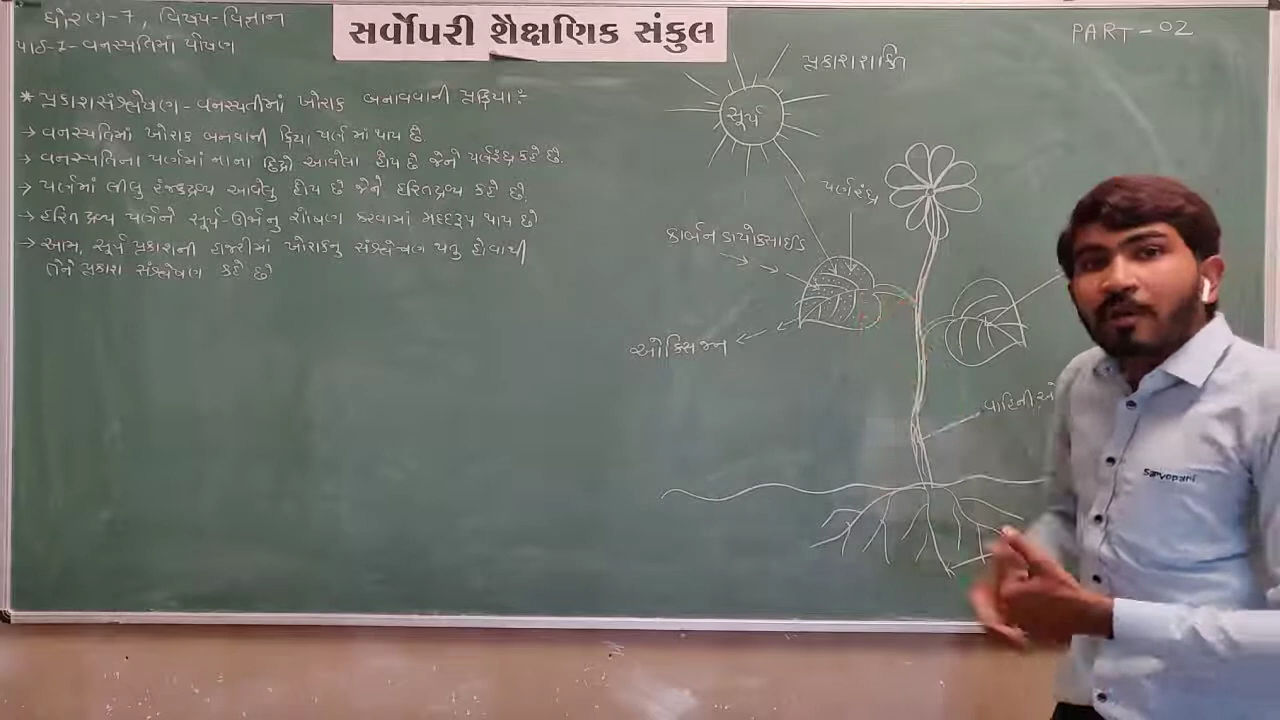 ધોરણ-7, વિષય-વિજ્ઞાન
પાઠ-1-વનસ્પતિમાં પોષણ
સર્વોપરી શૈક્ષણિક સંકુલ
PART-02
* પ્રકાશસંશ્લેષણ-વનસ્પતીમાં ખોરાક બનાવવાની પ્રક્રિયા:-
→ વનસ્પતિમાં ખોરાક બનવાની ક્રિયા પર્ણમાં થાય છે.
→ વનસ્પતિના પર્ણમાં નાના છિદ્રો આવેલા હોય છે જેને પર્ણરંધ્ર કહે છે.
→ પર્ણમાં લીલુ રંજકદ્રવ્ય આવેલુ હોય છે જેને હરિતદ્રવ્ય કહે છે.
→ હરિતદ્રવ્ય પર્ણને સૂર્ય-ઊર્જાનુ શોષણ કરવામાં મદદરૂપ થાય છે
→ આમ, સૂર્ય પ્રકાશની હાજરીમાં ખોરાકનુ સંશ્લેષણ થતુ હોવાથી
તેને પ્રકાશ સંશ્લેષણ કહે છે
પ્રકાશશક્તિ
સૂર્ય
પર્ણરંધ્ર
કાર્બન ડાયોક્સાઈડ
ઓક્સિજન
વાહિનીઓ
Sarvopari